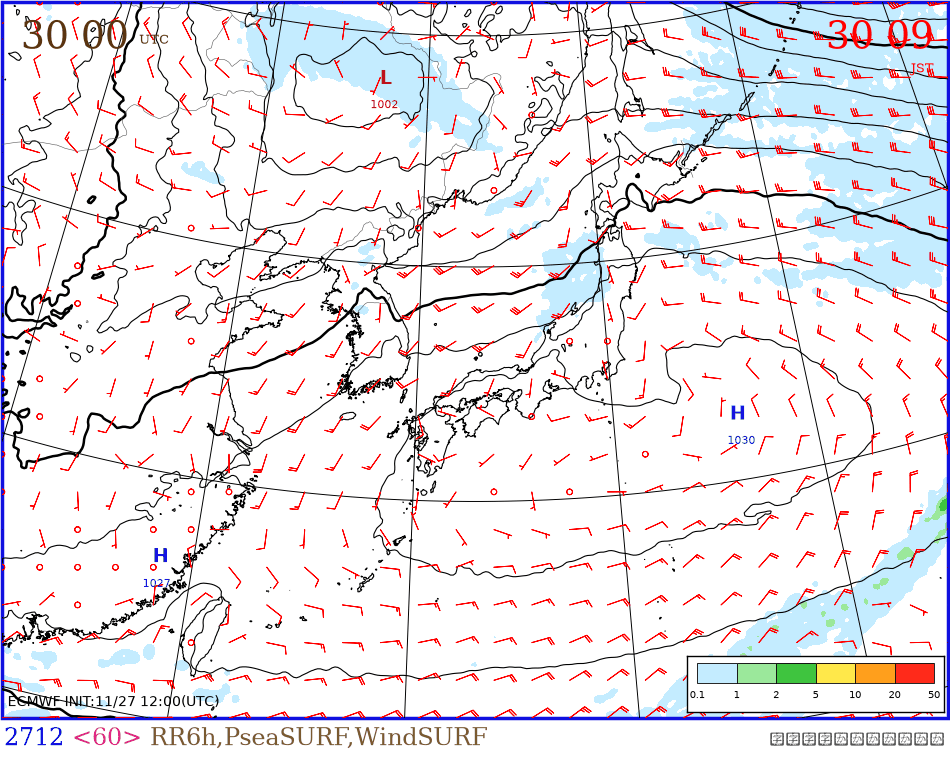 30 00 UTC
30 09
JST
L
1002
H
1030
H
1027
0.1 1 2 5 10 20 50
ECMWF INIT:11/27 12:00(UTC)
2712 <60> RR6h,PseaSURF,WindSURF